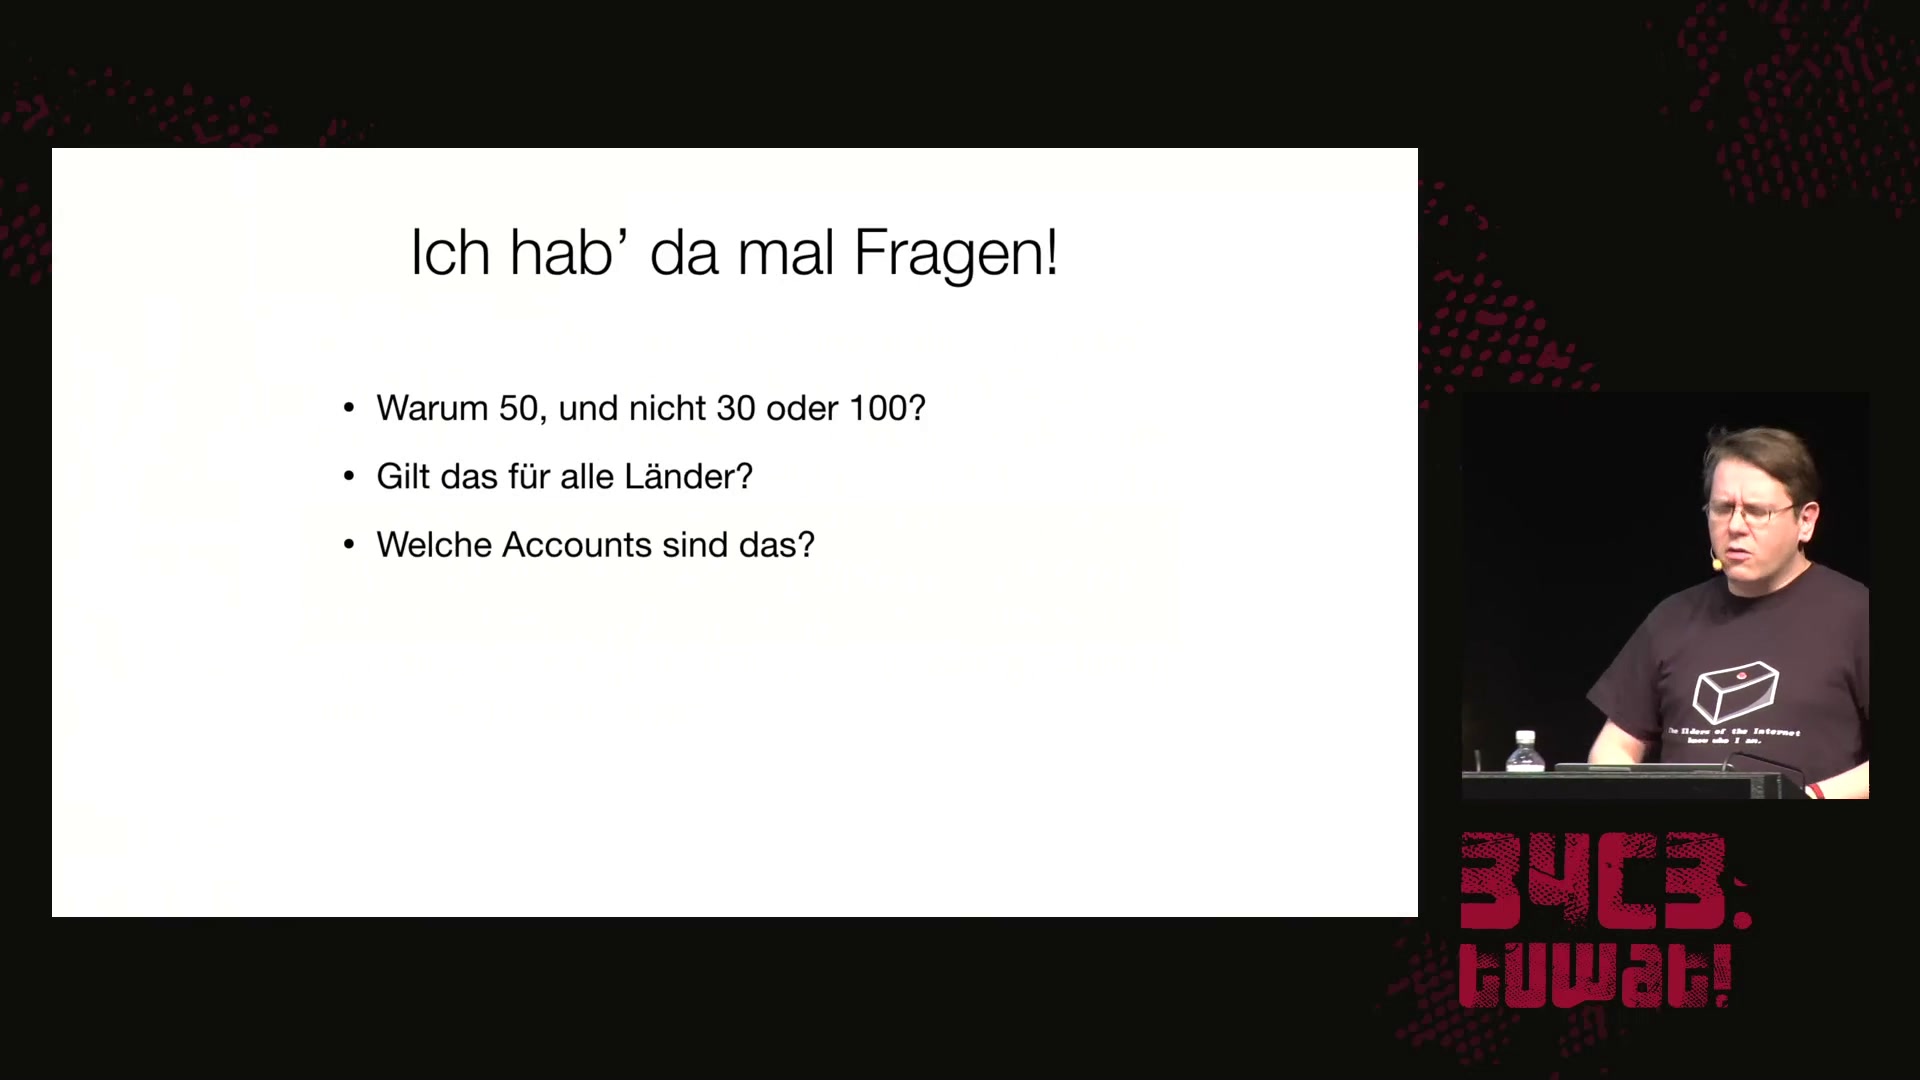 Ich hab’ da mal Fragen!
• Warum 50, und nicht 30 oder 100?
• Gilt das für alle Länder?
• Welche Accounts sind das?
The Elders of the Internet
know who I am.
34C3.
tuwat!